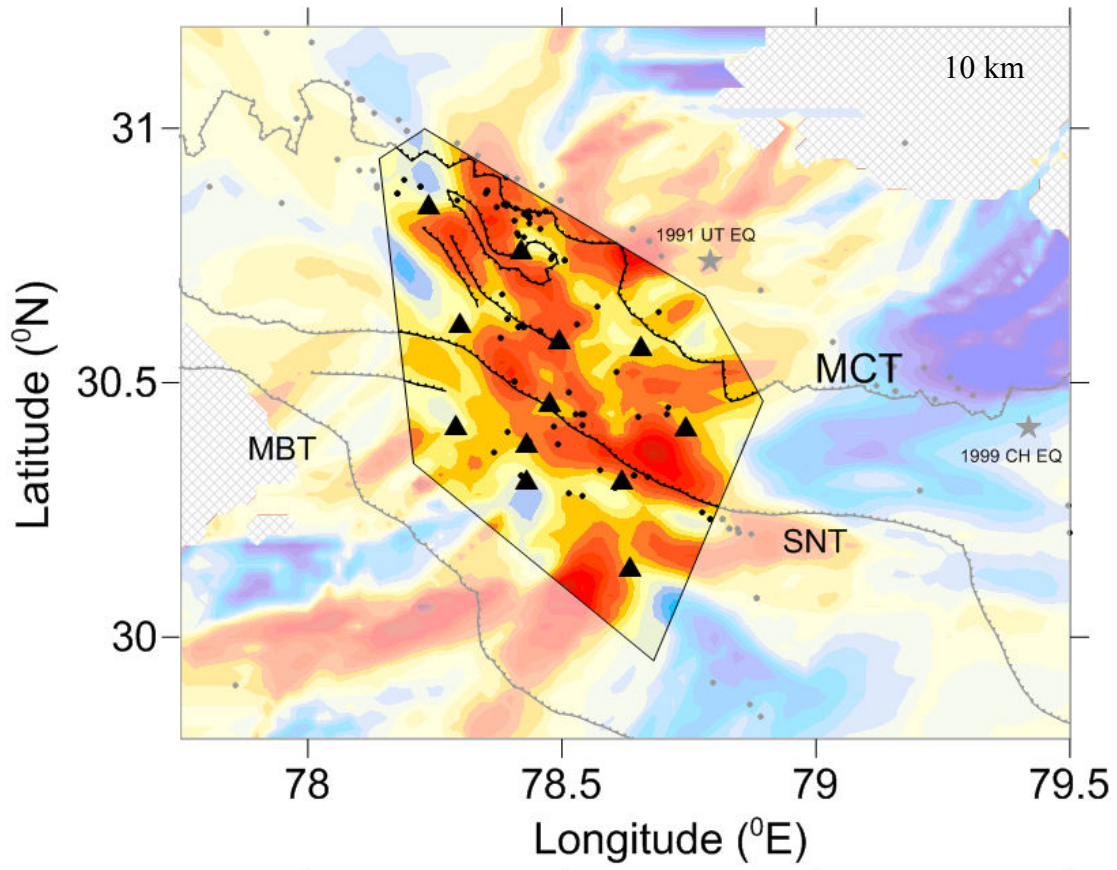 10 km
31
1991 UT EQ
30.5
MCT
MBT
1999 CH EQ
SNT
30
Latitude (⁰N)
78
78.5
79
79.5
Longitude (⁰E)